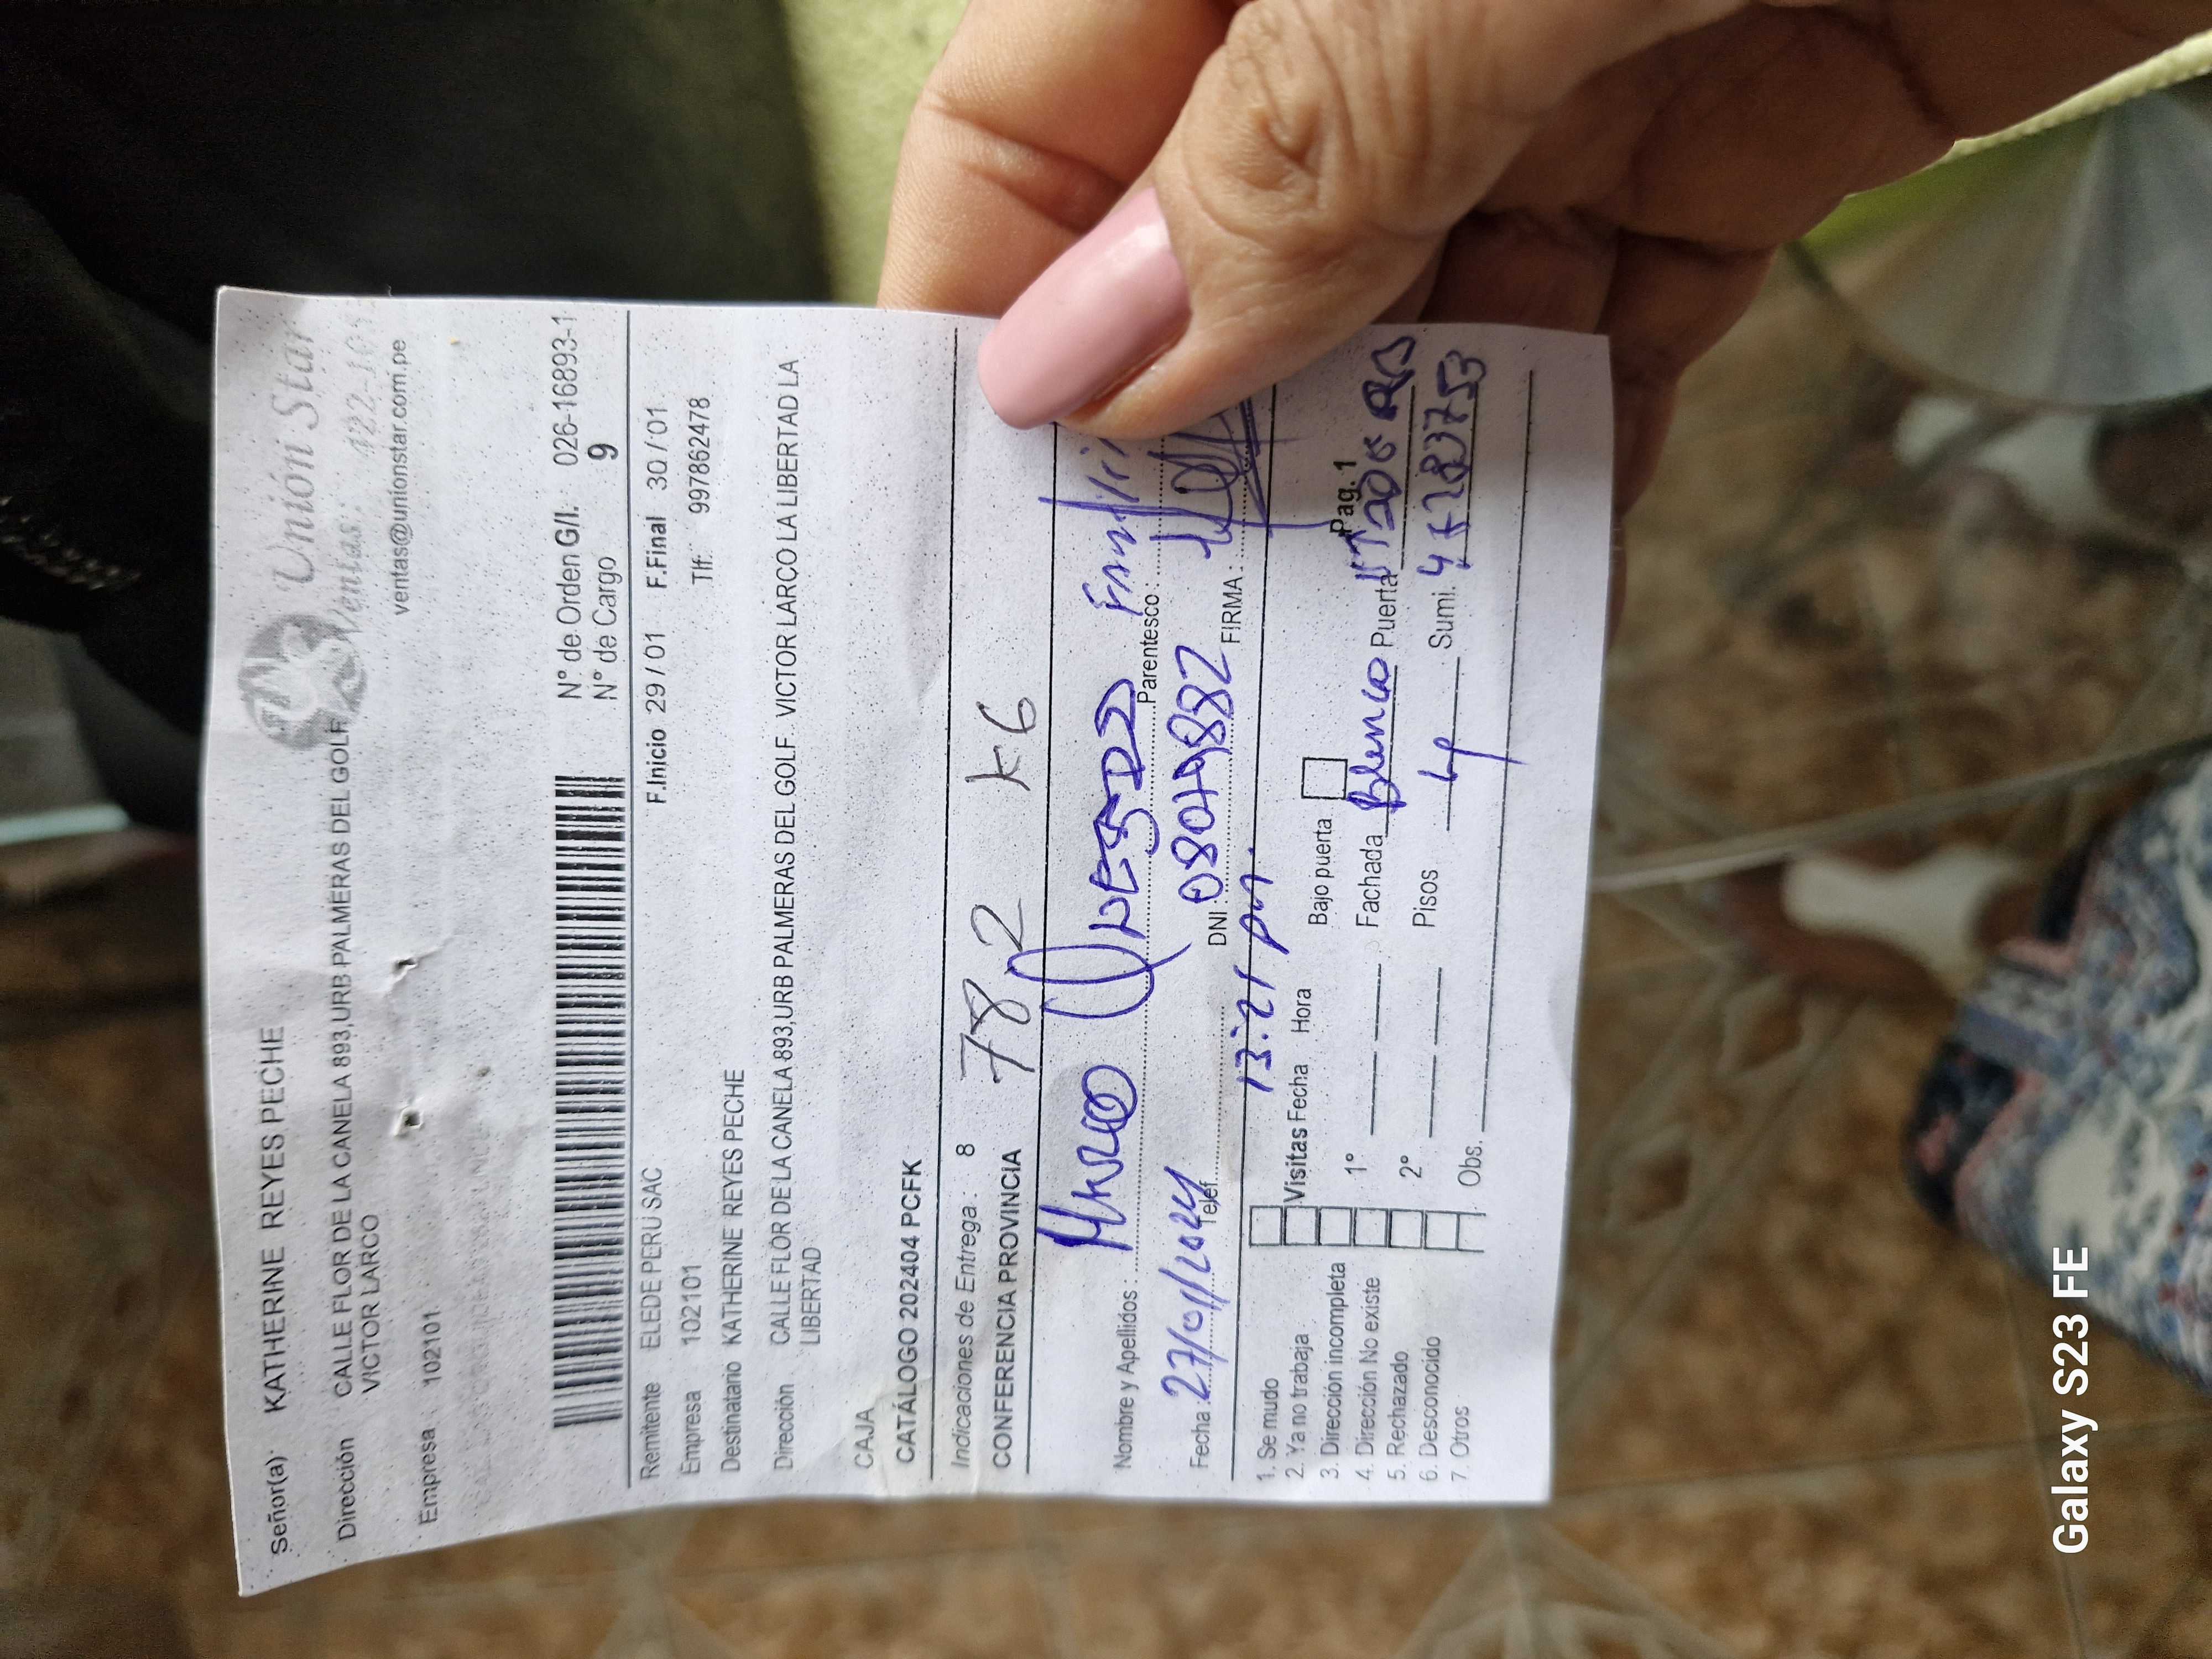 Señor(a) KATHERINE REYES PECHE
Unión Star
Ventas:
Dirección CALLE FLOR DE LA CANELA 893,URB PALMERAS DEL GOLF
VICTOR LARCO
ventas@unionstar.com.pe
Empresa 102101
N° de Orden G/I. 026-16893-1
N° de Cargo 9
Remitente ELEDE PERÚ SAC F.Inicio 29/01 F.Final 30/01
Empresa 102101 Tlf: 997862478
Destinatario KATHERINE REYES PECHE
Dirección CALLE FLOR DE LA CANELA 893,URB PALMERAS DEL GOLF VICTOR LARCO LA LIBERTAD LA
LIBERTAD
CAJA
CATÁLOGO 202404 PCFK
Indicaciones de Entrega: 8
CONFERENCIA PROVINCIA 782 K6
Nombre y Apellidos: Parentesco:
Fecha: 27/01/2024 Telef. DNI FIRMA:
13:21 pm.
1. Se mudo
2. Ya no trabaja Visitas Fecha Hora Bajo puerta Pag. 1
3. Dirección incompleta
4. Dirección No existe 1° Fachada Blanco Puerta
5. Rechazado
6. Desconocido 2° Pisos Sumi.
7. Otros Obs.
Galaxy S23 FE